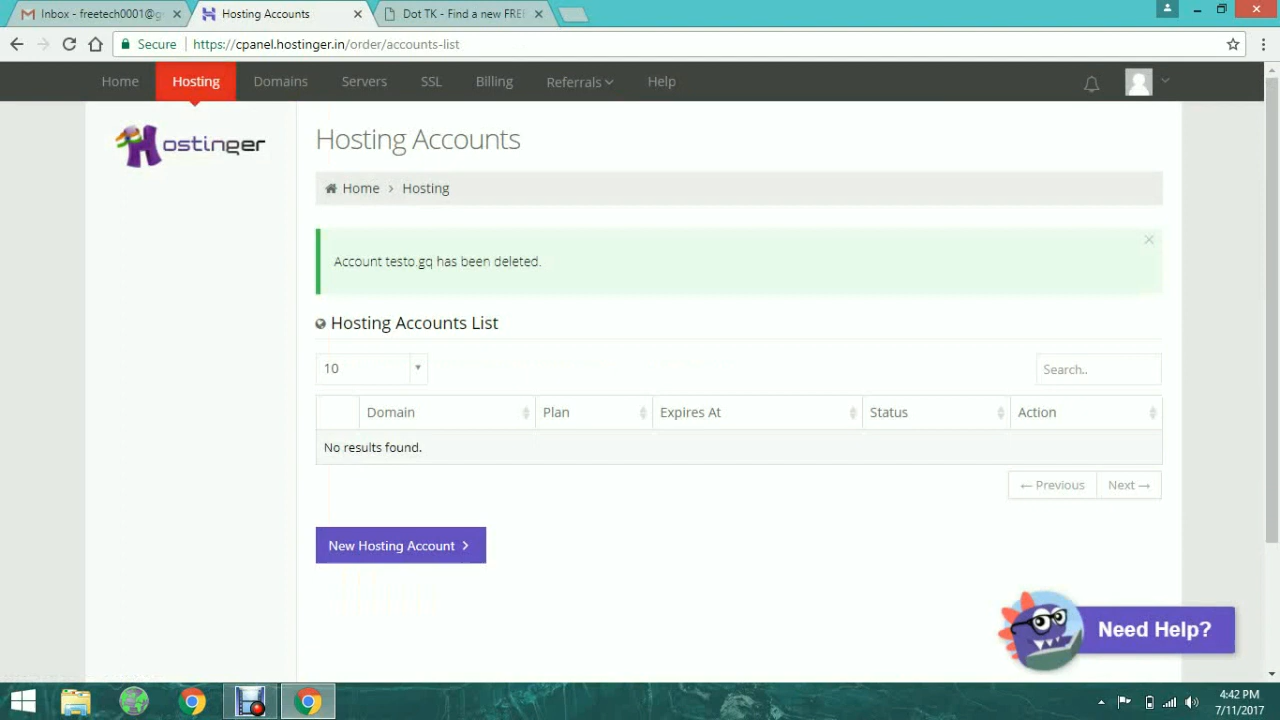 Inbox - freetech0001@g
Hosting Accounts
Dot TK - Find a new FREE
Secure
https://cpanel.hostinger.in/order/accounts-list
Home
Hosting
Domains
Servers
SSL
Billing
Referrals
Help
Hostinger
Hosting Accounts
Home > Hosting
Account testo.gq has been deleted.
×
Hosting Accounts List
10
Search..
Domain
Plan
Expires At
Status
Action
No results found.
← Previous
Next →
New Hosting Account >
Need Help?
4:42 PM
7/11/2017